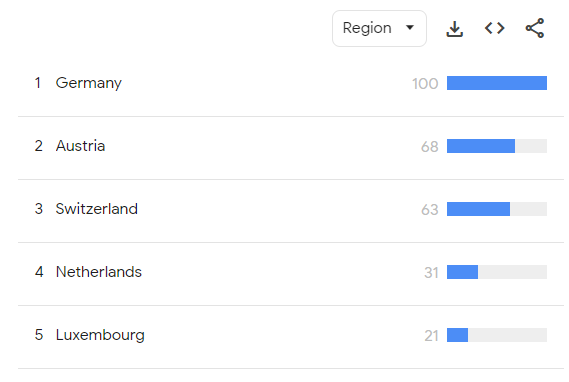 Region
1 Germany 100
2 Austria 68
3 Switzerland 63
4 Netherlands 31
5 Luxembourg 21